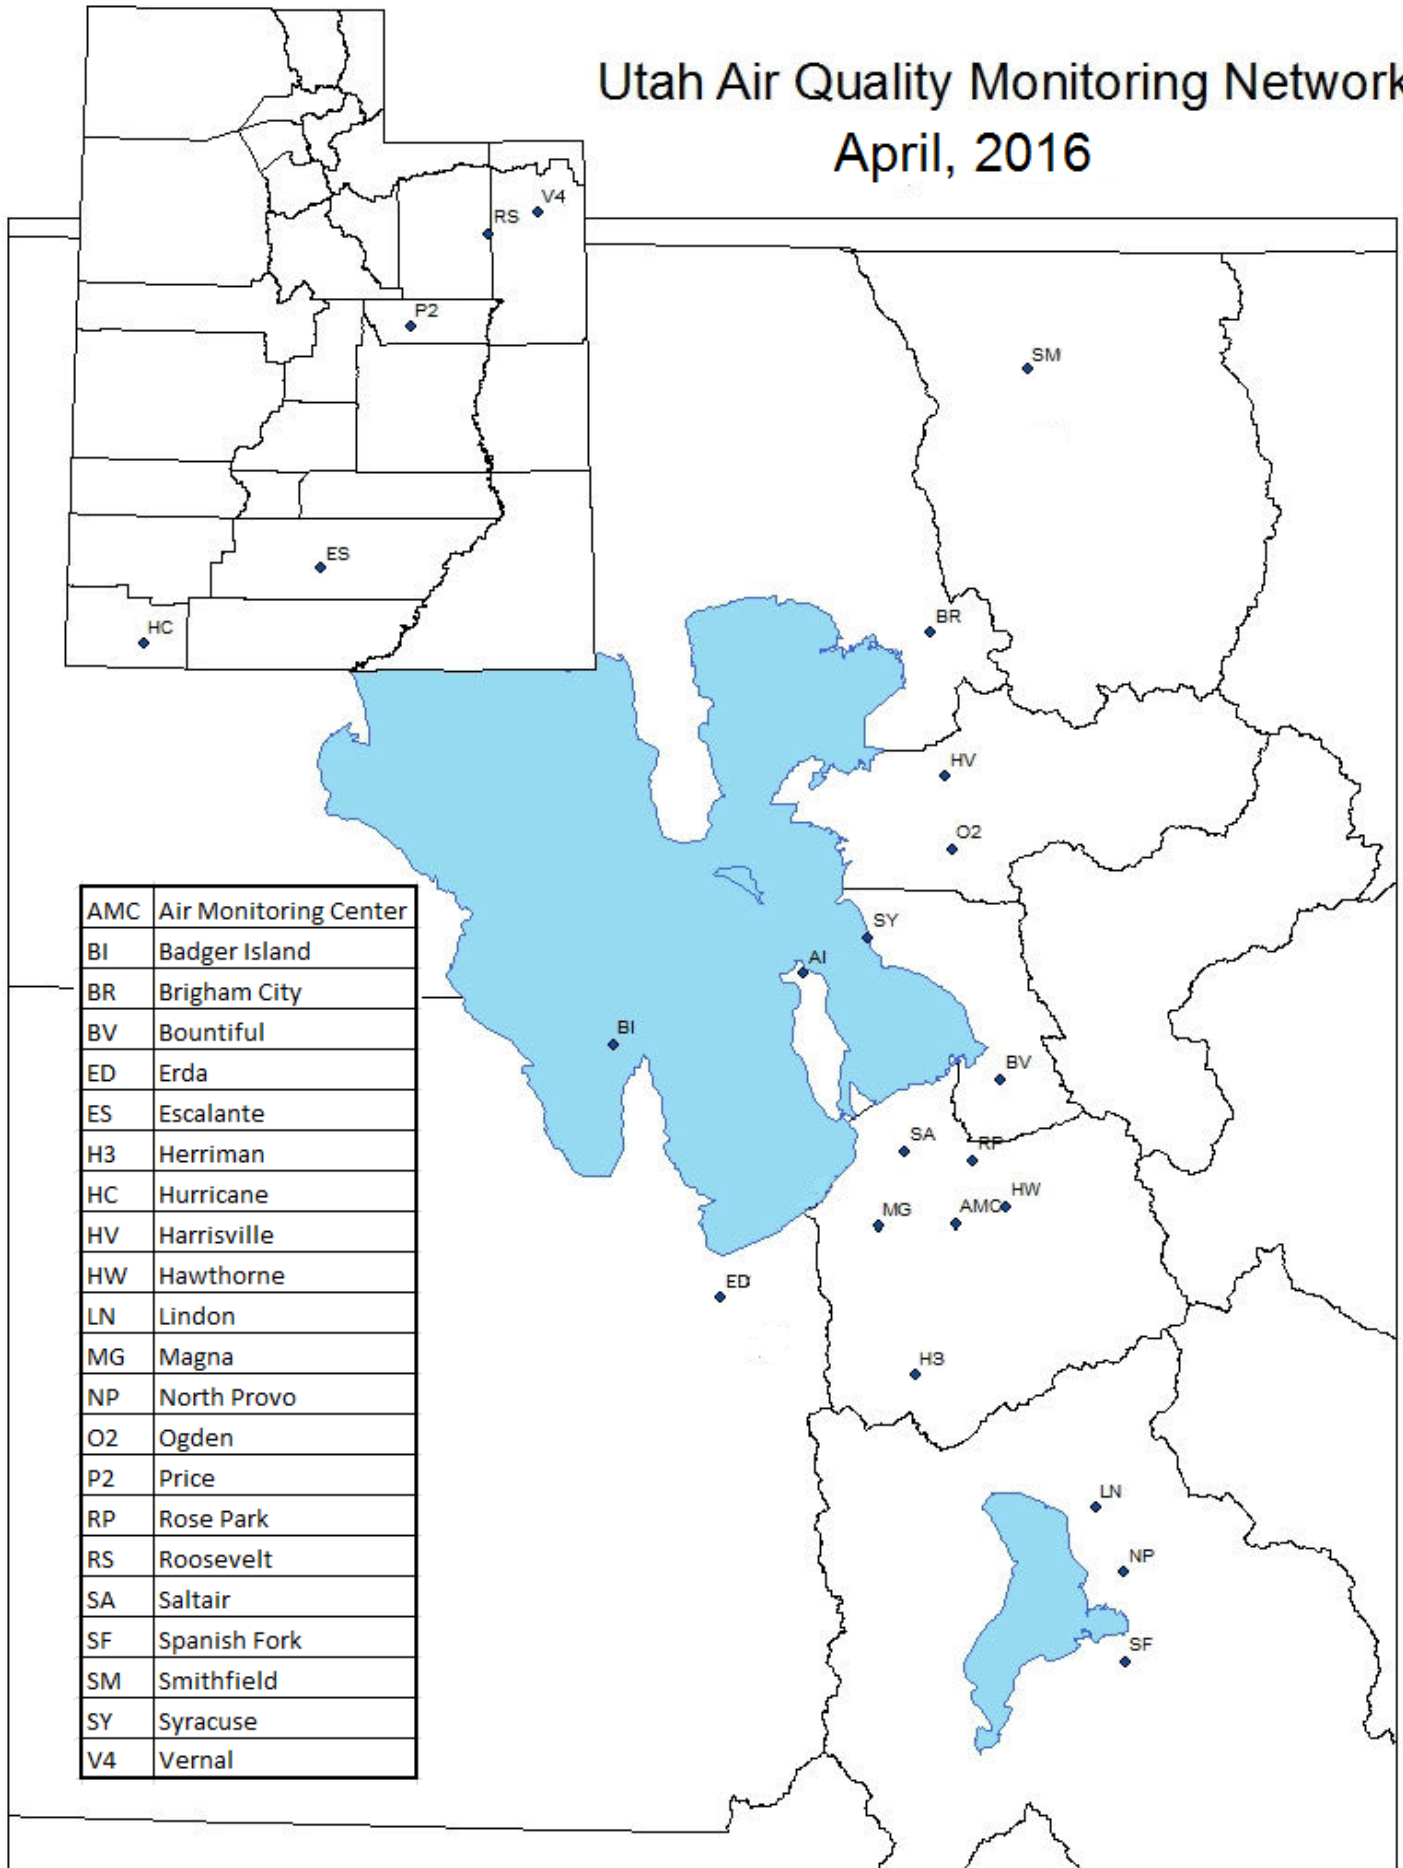 Utah Air Quality Monitoring Network
April, 2016
V4
RS
P2
ES
HC
SM
BR
HV
O2
SY
AI
BI
BV
SA
RP
HW
AMC
MG
ED
H3
LN
NP
SF
AMC Air Monitoring Center
BI Badger Island
BR Brigham City
BV Bountiful
ED Erda
ES Escalante
H3 Herriman
HC Hurricane
HV Harrisville
HW Hawthorne
LN Lindon
MG Magna
NP North Provo
O2 Ogden
P2 Price
RP Rose Park
RS Roosevelt
SA Saltair
SF Spanish Fork
SM Smithfield
SY Syracuse
V4 Vernal